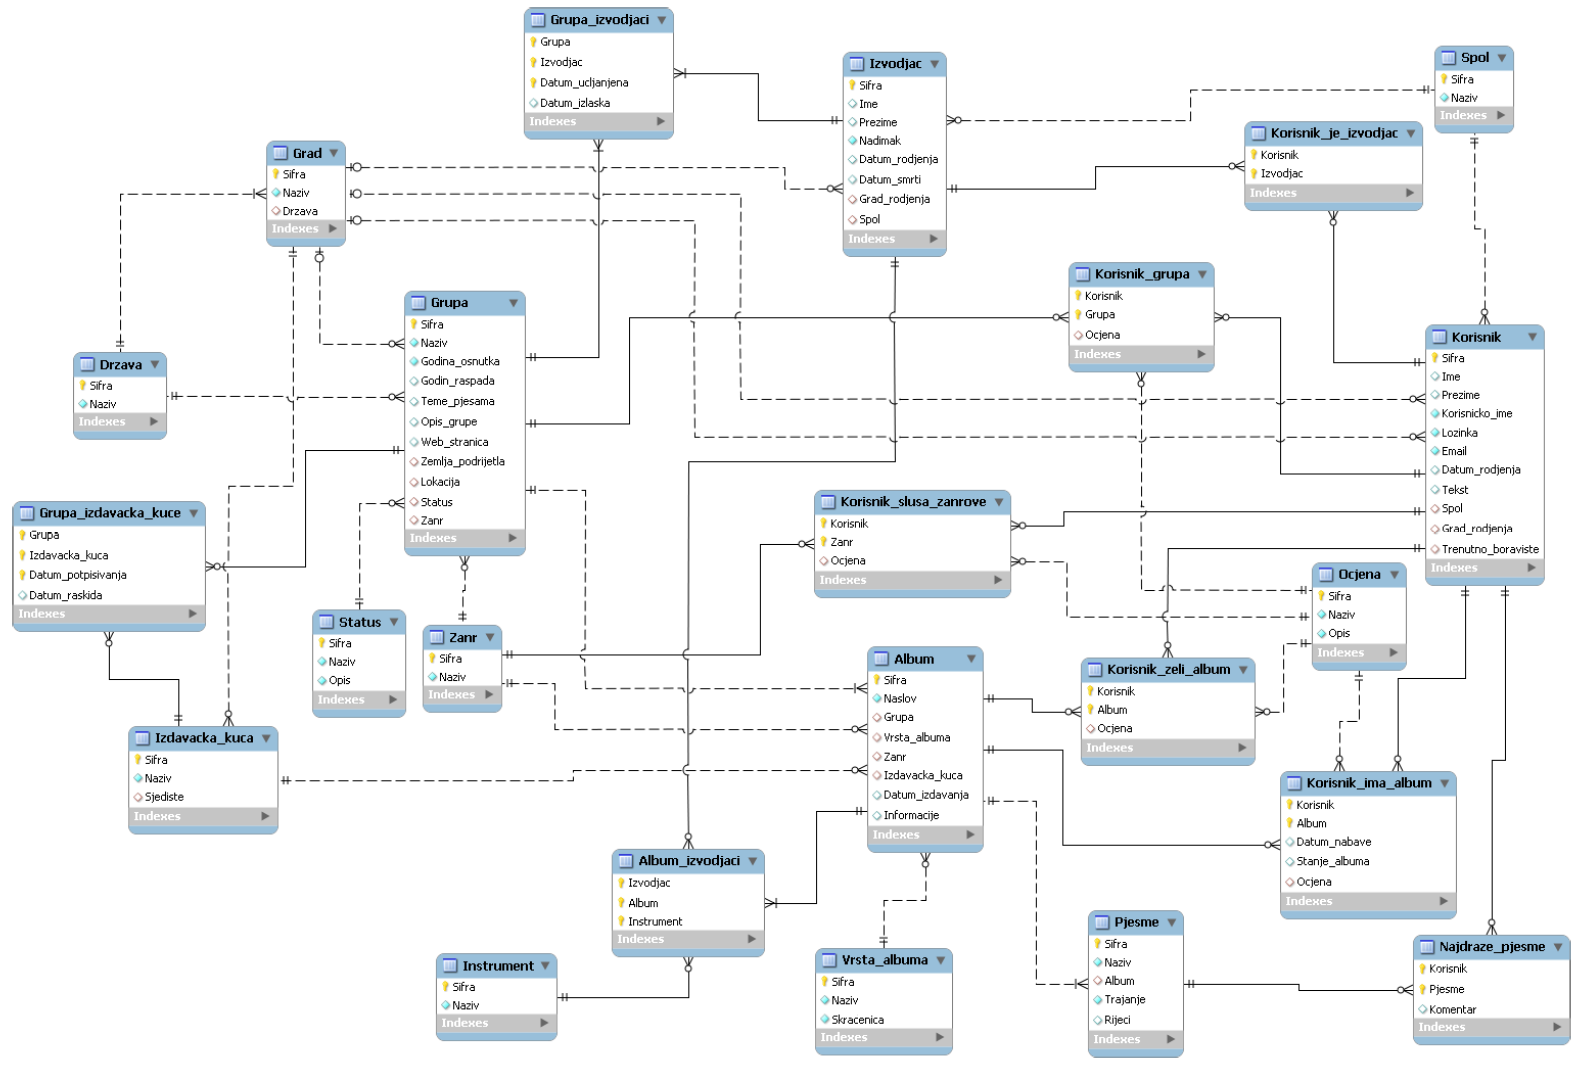 Grupa_izvodjaci
Grupa
Izvodjac
Datum_ucljanjena
Datum_izlaska
Indexes
Izvodjac
Sifra
Ime
Prezime
Nadimak
Datum_rodjenja
Datum_smrti
Grad_rodjenja
Spol
Indexes
Spol
Sifra
Naziv
Indexes
Korisnik_je_izvodjac
Korisnik
Izvodjac
Indexes
Grad
Sifra
Naziv
Drzava
Indexes
Korisnik_grupa
Korisnik
Grupa
Ocjena
Indexes
Grupa
Sifra
Naziv
Godina_osnutka
Godin_raspada
Teme_pjesama
Opis_grupe
Web_stranica
Zemlja_podrijetla
Lokacija
Status
Zanr
Indexes
Korisnik
Sifra
Ime
Prezime
Korisnicko_ime
Lozinka
Email
Datum_rodjenja
Tekst
Spol
Grad_rodjenja
Trenutno_boraviste
Indexes
Drzava
Sifra
Naziv
Indexes
Grupa_izdavacka_kuce
Grupa
Izdavacka_kuca
Datum_potpisivanja
Datum_raskida
Indexes
Korisnik_slusa_zanrove
Korisnik
Zanr
Ocjena
Indexes
Ocjena
Sifra
Naziv
Opis
Indexes
Status
Sifra
Naziv
Opis
Indexes
Zanr
Sifra
Naziv
Indexes
Album
Sifra
Naslov
Grupa
Vrsta_albuma
Zanr
Izdavacka_kuca
Datum_izdavanja
Informacije
Indexes
Korisnik_zeli_album
Korisnik
Album
Ocjena
Indexes
Izdavacka_kuca
Sifra
Naziv
Sjediste
Indexes
Korisnik_ima_album
Korisnik
Album
Datum_nabave
Stanje_albuma
Ocjena
Indexes
Album_izvodjaci
Izvodjac
Album
Instrument
Indexes
Pjesme
Sifra
Naziv
Album
Trajanje
Rijeci
Indexes
Najdraze_pjesme
Korisnik
Pjesme
Komentar
Indexes
Instrument
Sifra
Naziv
Indexes
Vrsta_albuma
Sifra
Naziv
Skracenica
Indexes